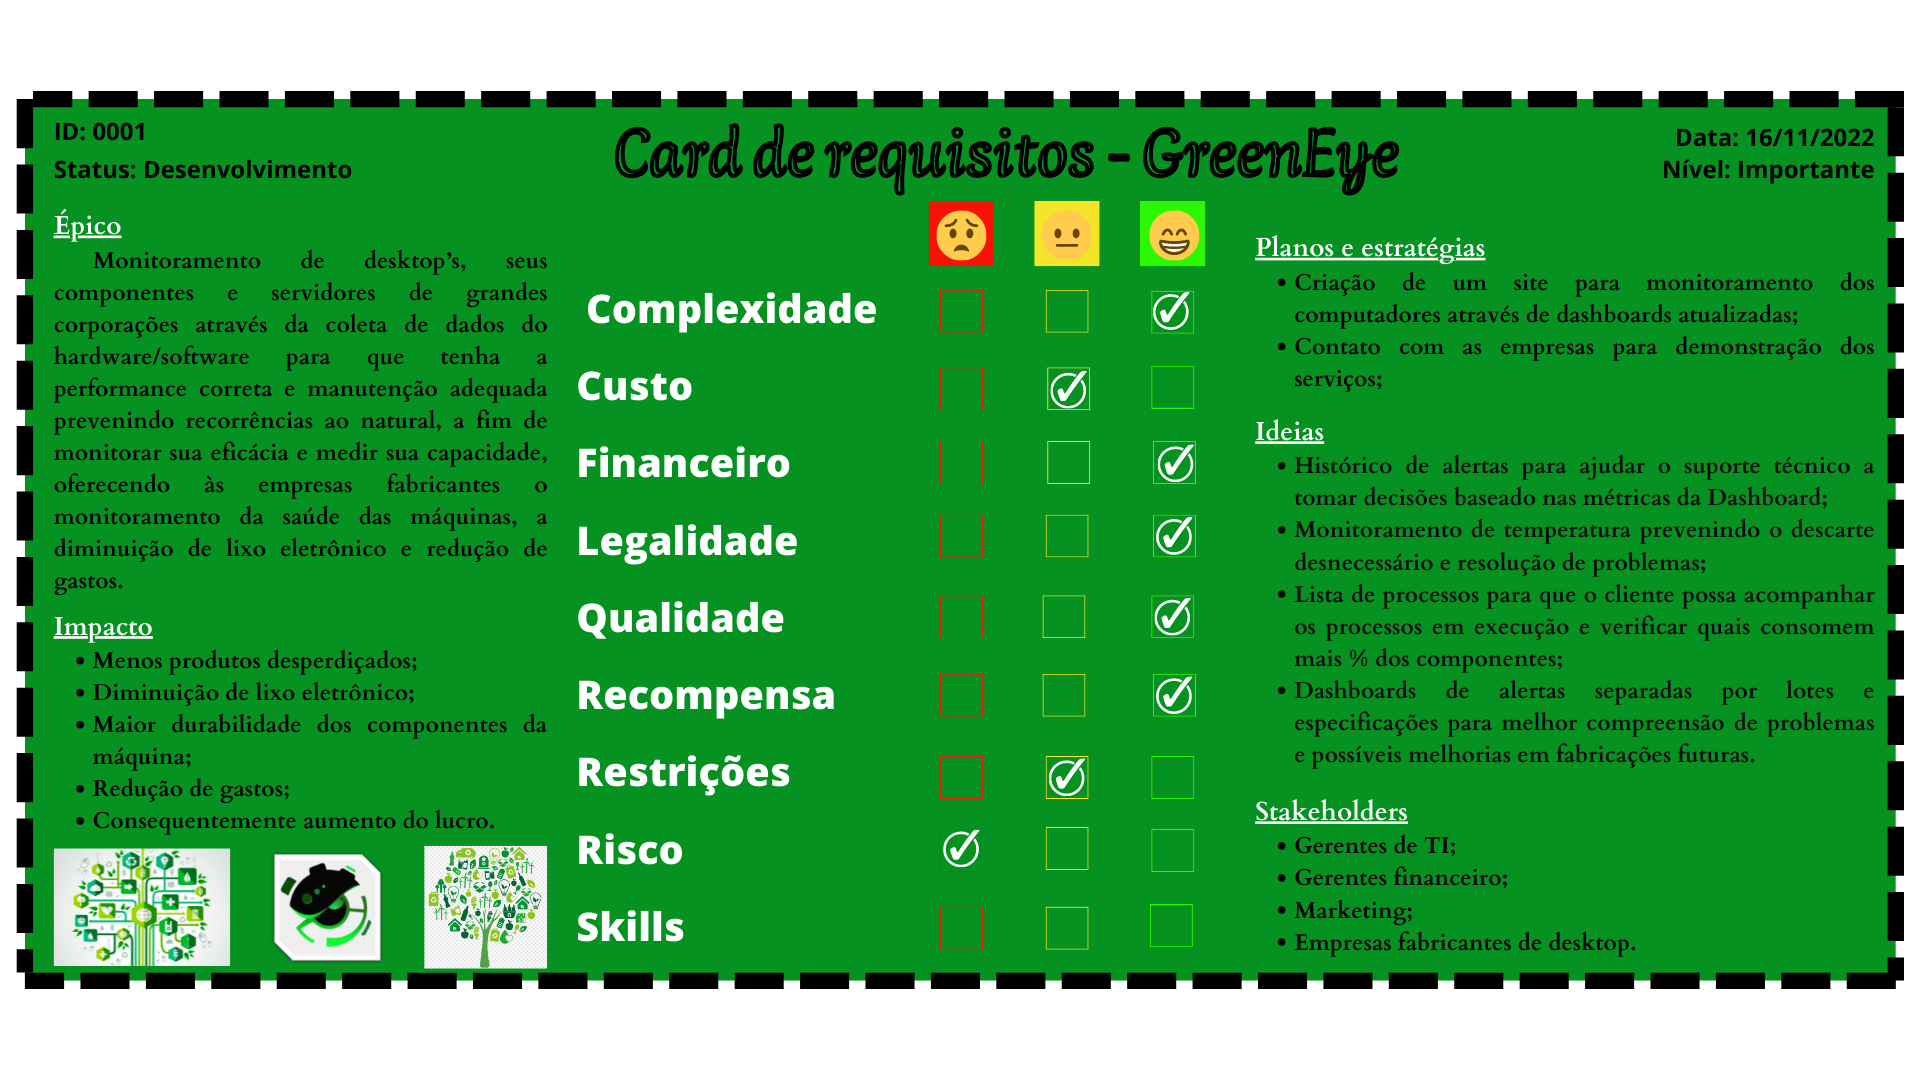 ID: 0001
Status: Desenvolvimento
Card de requisitos - GreenEye
Data: 16/11/2022
Nível: Importante
Épico
Monitoramento de desktop’s, seus
componentes e servidores de grandes
corporações através da coleta de dados do
hardware/software para que tenha a
performance correta e manutenção adequada
prevenindo recorrências ao natural, a fim de
monitorar sua eficácia e medir sua capacidade,
oferecendo às empresas fabricantes o
monitoramento da saúde das máquinas, a
diminuição de lixo eletrônico e redução de
gastos.
Impacto
• Menos produtos desperdiçados;
• Diminuição de lixo eletrônico;
• Maior durabilidade dos componentes da
máquina;
• Redução de gastos;
• Consequentemente aumento do lucro.
Complexidade
Custo
Financeiro
Legalidade
Qualidade
Recompensa
Restrições
Risco
Skills
Planos e estratégias
• Criação de um site para monitoramento dos
computadores através de dashboards atualizadas;
• Contato com as empresas para demonstração dos
serviços;
Ideias
• Histórico de alertas para ajudar o suporte técnico a
tomar decisões baseado nas métricas da Dashboard;
• Monitoramento de temperatura prevenindo o descarte
desnecessário e resolução de problemas;
• Lista de processos para que o cliente possa acompanhar
os processos em execução e verificar quais consomem
mais % dos componentes;
• Dashboards de alertas separadas por lotes e
especificações para melhor compreensão de problemas
e possíveis melhorias em fabricações futuras.
Stakeholders
• Gerentes de TI;
• Gerentes financeiro;
• Marketing;
• Empresas fabricantes de desktop.